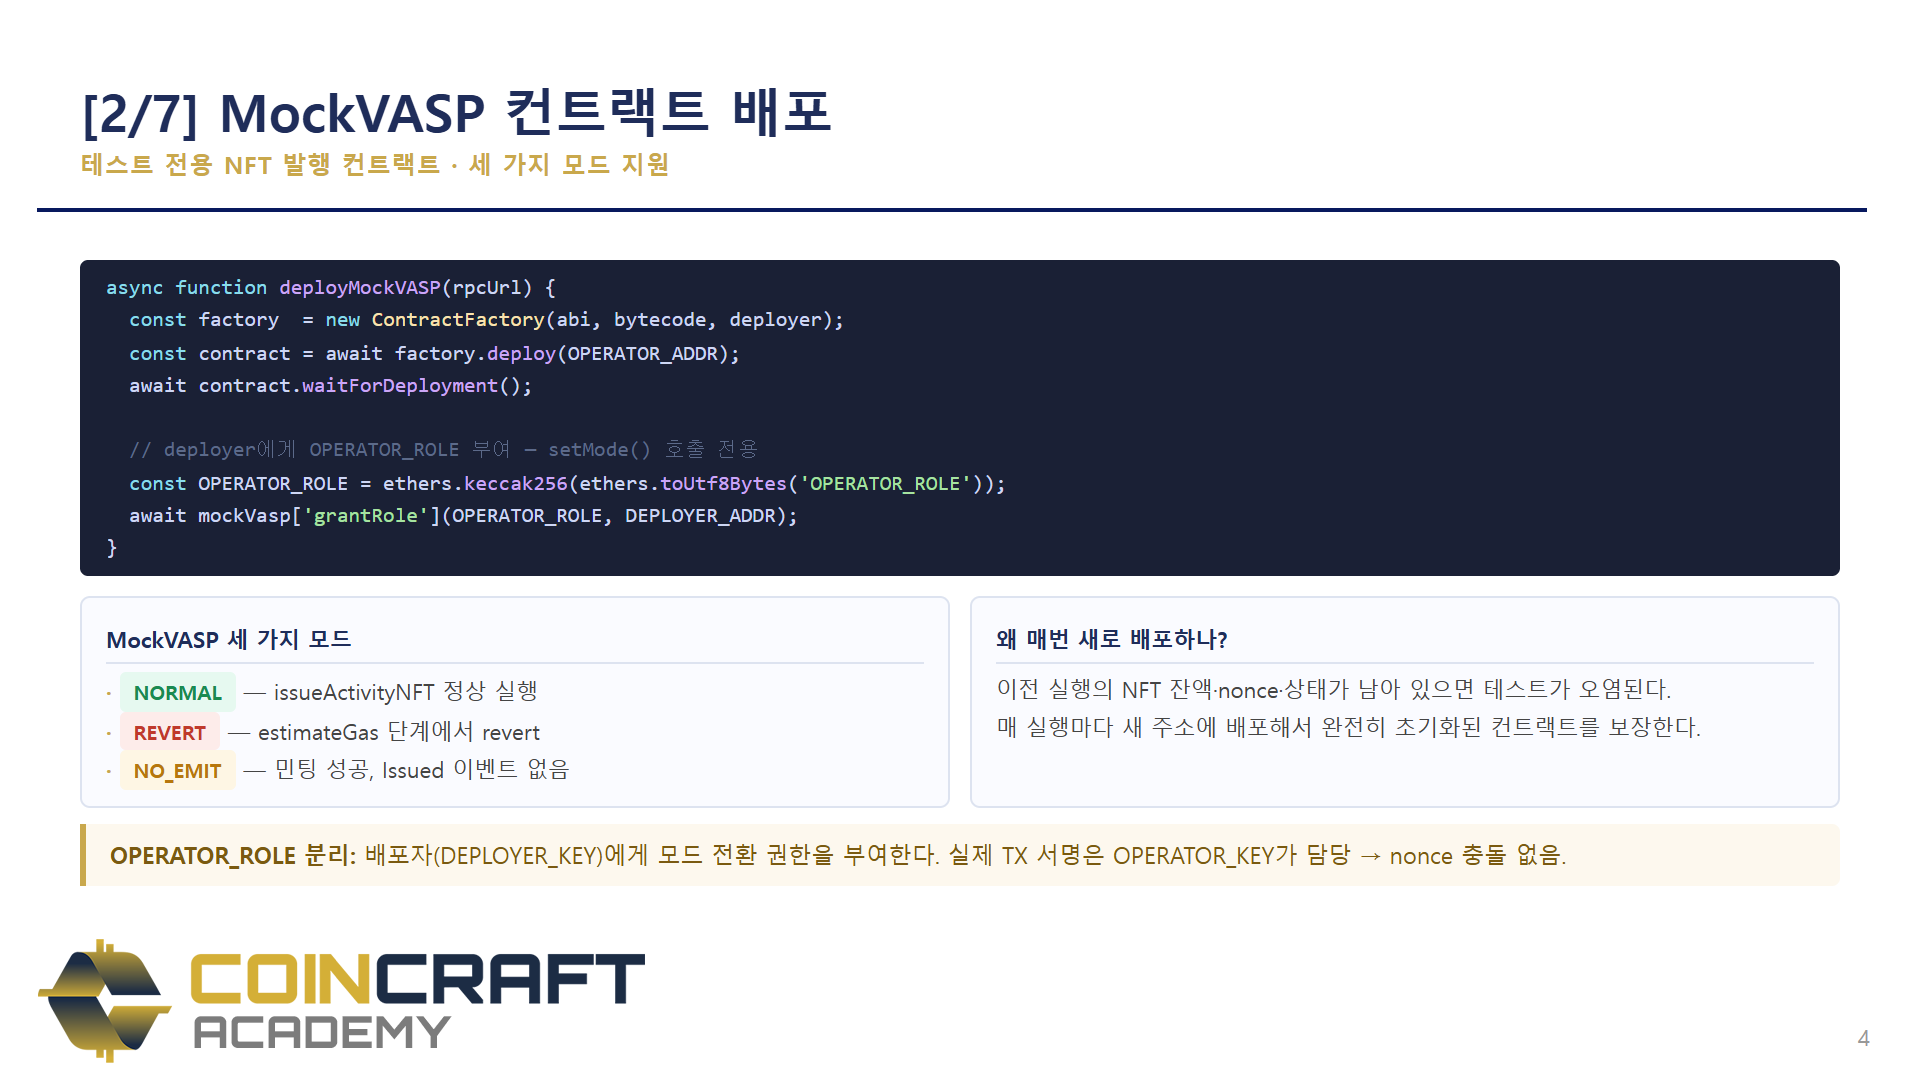 [2/7] MockVASP 컨트랙트 배포
테스트 전용 NFT 발행 컨트랙트 · 세 가지 모드 지원
async function deployMockVASP(rpcUrl) {
  const factory  = new ContractFactory(abi, bytecode, deployer);
  const contract = await factory.deploy(OPERATOR_ADDR);
  await contract.waitForDeployment();
  // deployer에게 OPERATOR_ROLE 부여 — setMode() 호출 전용
  const OPERATOR_ROLE = ethers.keccak256(ethers.toUtf8Bytes('OPERATOR_ROLE'));
  await mockVasp['grantRole'](OPERATOR_ROLE, DEPLOYER_ADDR);
}
MockVASP 세 가지 모드
· NORMAL — issueActivityNFT 정상 실행
· REVERT — estimateGas 단계에서 revert
· NO_EMIT — 민팅 성공, Issued 이벤트 없음
왜 매번 새로 배포하나?
이전 실행의 NFT 잔액·nonce·상태가 남아 있으면 테스트가 오염된다.
매 실행마다 새 주소에 배포해서 완전히 초기화된 컨트랙트를 보장한다.
OPERATOR_ROLE 분리: 배포자(DEPLOYER_KEY)에게 모드 전환 권한을 부여한다. 실제 TX 서명은 OPERATOR_KEY가 담당 → nonce 충돌 없음.
COINCRAFT
ACADEMY
4